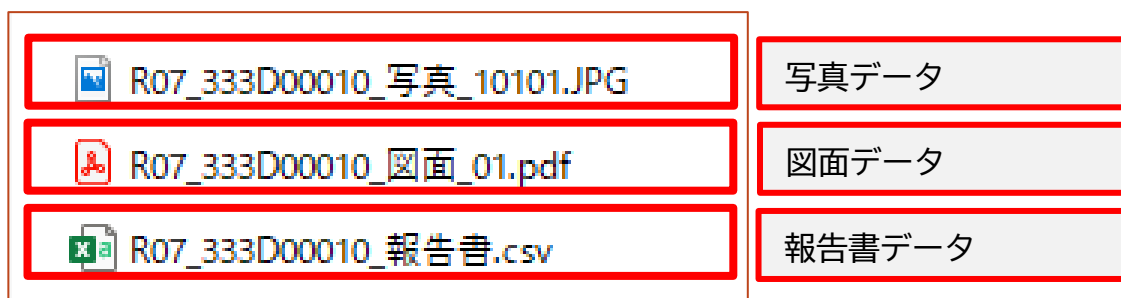 R07_333D00010_写真_10101.JPG 写真データ
R07_333D00010_図面_01.pdf 図面データ
R07_333D00010_報告書.csv 報告書データ